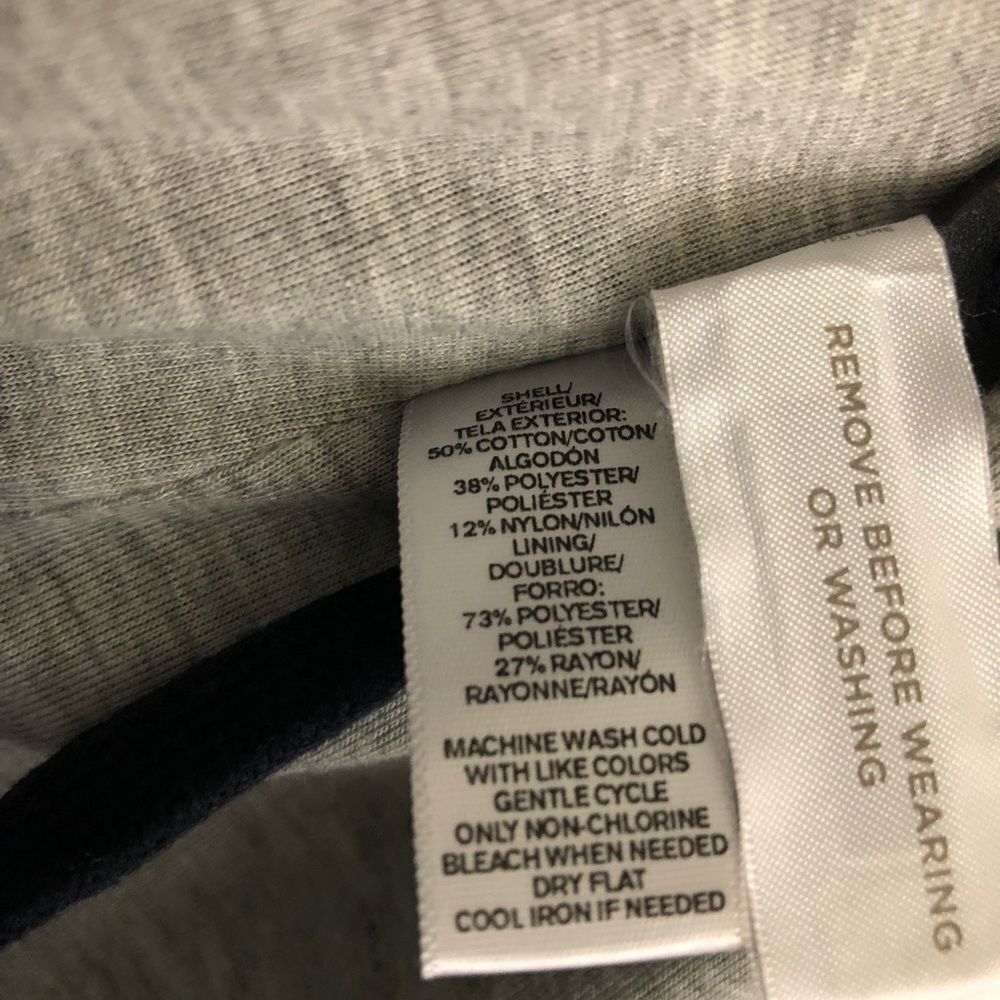 SHELL/
EXTÉRIEUR/
TELA EXTERIOR:
50% COTTON/COTON/
ALGODÓN
38% POLYESTER/
POLIÉSTER
12% NYLON/NILÓN
LINING/
DOUBLURE/
FORRO:
73% POLYESTER/
POLIÉSTER
27% RAYON/
RAYONNE/RAYÓN
MACHINE WASH COLD
WITH LIKE COLORS
GENTLE CYCLE
ONLY NON-CHLORINE
BLEACH WHEN NEEDED
DRY FLAT
COOL IRON IF NEEDED
REMOVE BEFORE WEARING
OR WASHING